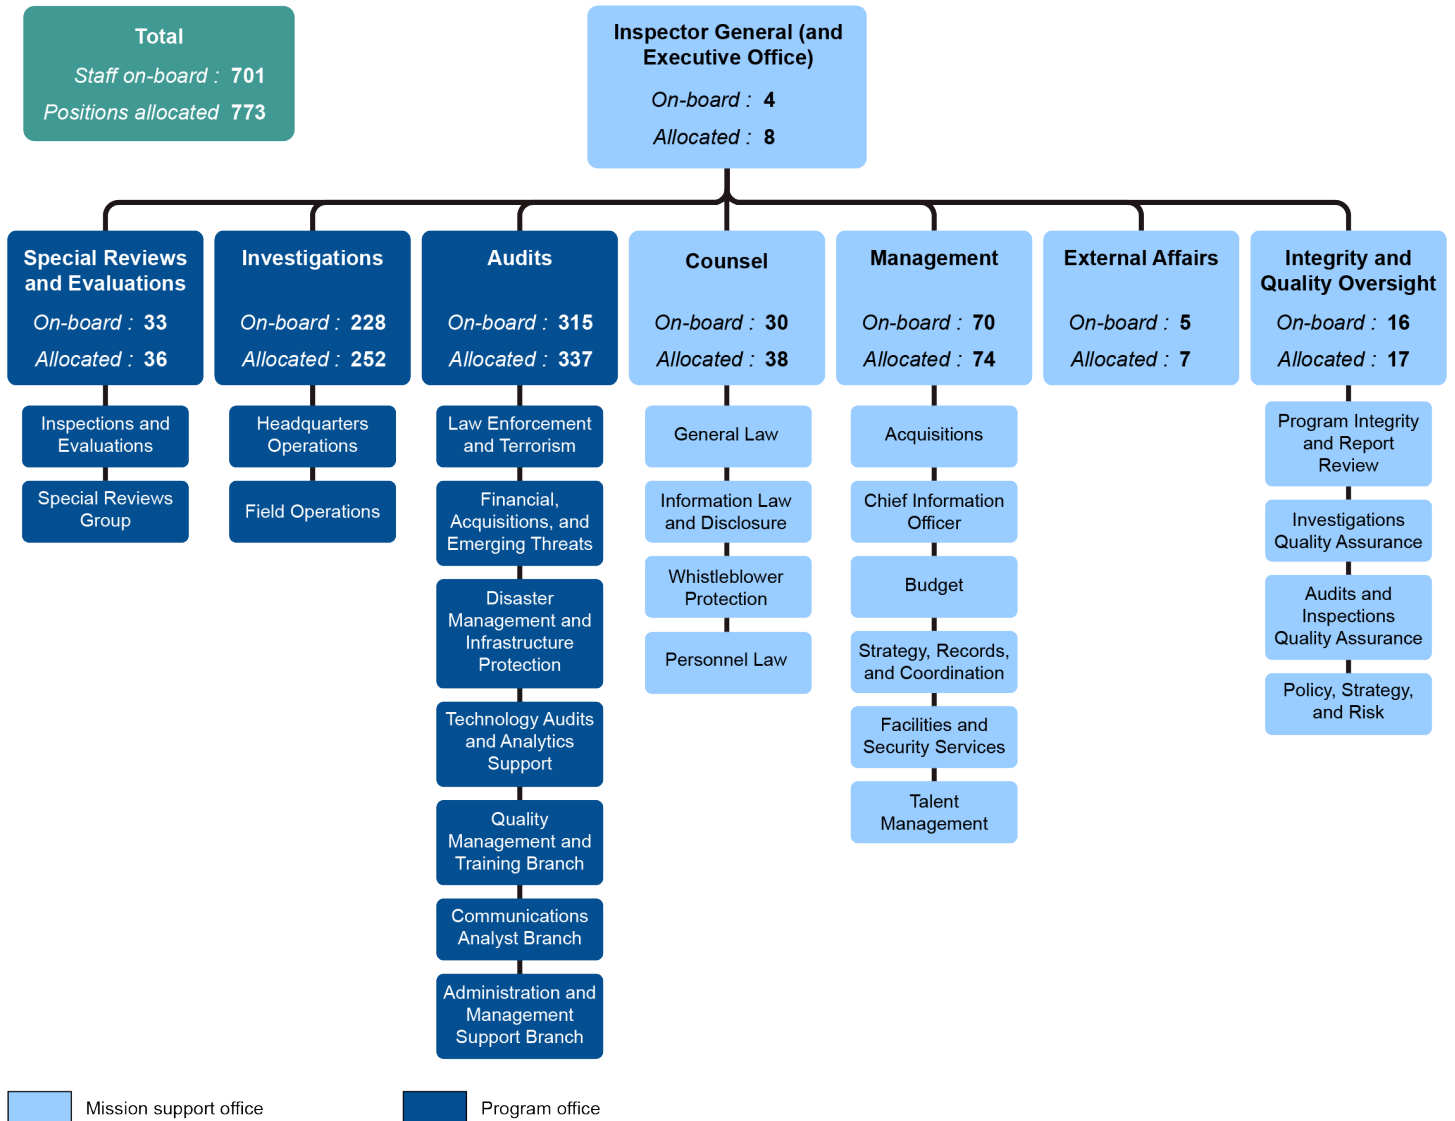 Total
Staff on-board : 701
Positions allocated 773
Inspector General (and
Executive Office)
On-board : 4
Allocated : 8
Special Reviews
and Evaluations
On-board : 33
Allocated : 36
Inspections and
Evaluations
Special Reviews
Group
Investigations
On-board : 228
Allocated : 252
Headquarters
Operations
Field Operations
Audits
On-board : 315
Allocated : 337
Law Enforcement
and Terrorism
Financial,
Acquisitions, and
Emerging Threats
Disaster
Management and
Infrastructure
Protection
Technology Audits
and Analytics
Support
Quality
Management and
Training Branch
Communications
Analyst Branch
Administration and
Management
Support Branch
Counsel
On-board : 30
Allocated : 38
General Law
Information Law
and Disclosure
Whistleblower
Protection
Personnel Law
Management
On-board : 70
Allocated : 74
Acquisitions
Chief Information
Officer
Budget
Strategy, Records,
and Coordination
Facilities and
Security Services
Talent
Management
External Affairs
On-board : 5
Allocated : 7
Integrity and
Quality Oversight
On-board : 16
Allocated : 17
Program Integrity
and Report
Review
Investigations
Quality Assurance
Audits and
Inspections
Quality Assurance
Policy, Strategy,
and Risk
Mission support office
Program office